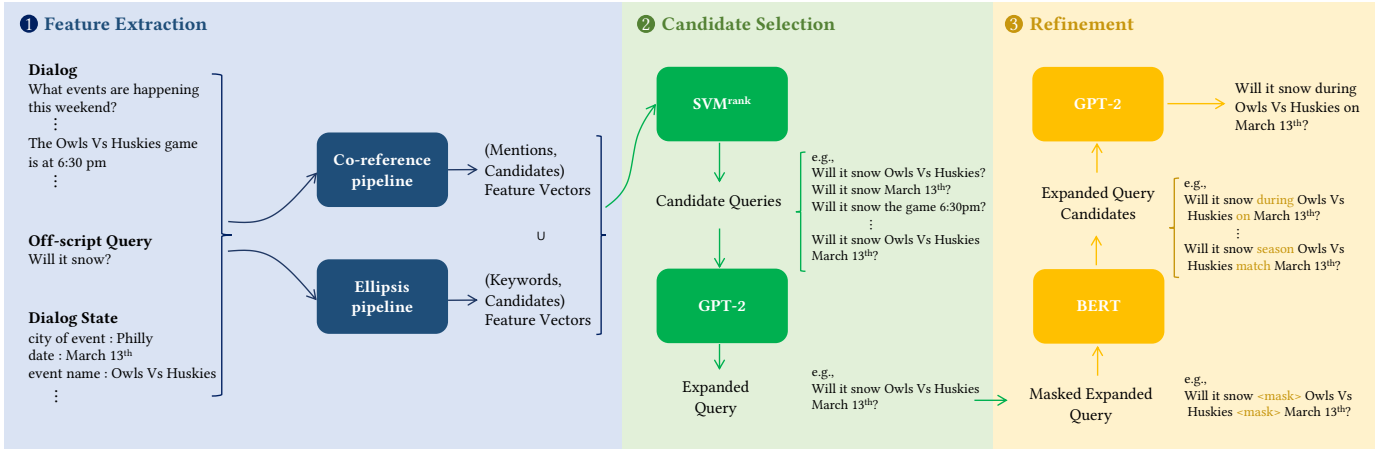 ❶ Feature Extraction
Dialog
What events are happening
this weekend?
⋮
The Owls Vs Huskies game
is at 6:30 pm
⋮
Off-script Query
Will it snow?
Dialog State
city of event : Philly
date : March 13th
event name : Owls Vs Huskies
⋮
Co-reference
pipeline
Ellipsis
pipeline
(Mentions,
Candidates)
Feature Vectors
∪
(Keywords,
Candidates)
Feature Vectors
❷ Candidate Selection
SVMrank
Candidate Queries
e.g.,
Will it snow Owls Vs Huskies?
Will it snow March 13th?
Will it snow the game 6:30pm?
⋮
Will it snow Owls Vs Huskies
March 13th?
GPT-2
Expanded
Query
e.g.,
Will it snow Owls Vs Huskies
March 13th?
❸ Refinement
GPT-2
Will it snow during
Owls Vs Huskies on
March 13th?
Expanded Query
Candidates
e.g.,
Will it snow during Owls Vs
Huskies on March 13th?
⋮
Will it snow season Owls Vs
Huskies match March 13th?
BERT
Masked Expanded
Query
e.g.,
Will it snow <mask> Owls Vs
Huskies <mask> March 13th?